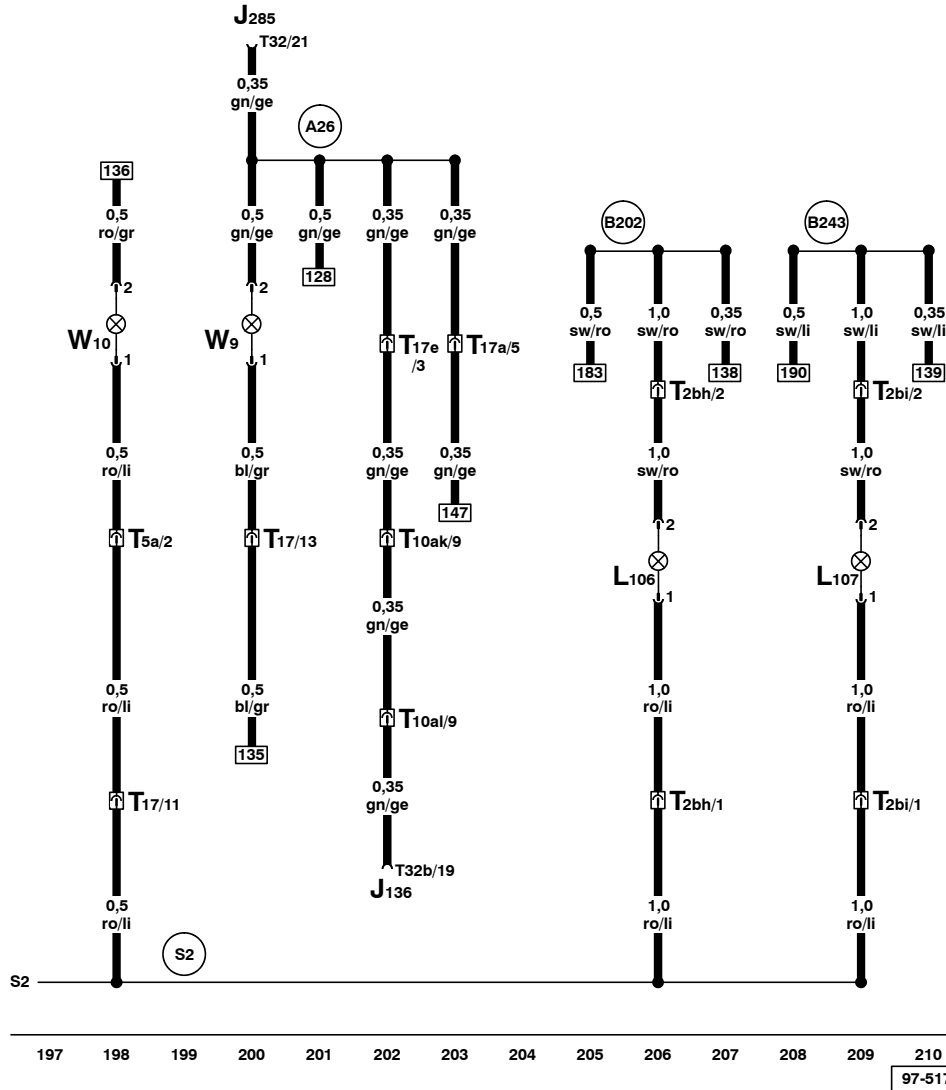 J285
T32/21
0,35
gn/ge
A26
136
0,5
ro/gr
0,5
gn/ge
0,5
gn/ge
0,35
gn/ge
0,35
gn/ge
B202
B243
128
2
2
W10
W9
1
1
T17e
/3
T17a/5
0,5
sw/ro
1,0
sw/ro
0,35
sw/ro
0,5
sw/li
1,0
sw/li
0,35
sw/li
183
138
190
139
T2bh/2
T2bi/2
0,5
ro/li
0,5
bl/gr
0,35
gn/ge
0,35
gn/ge
1,0
sw/ro
1,0
sw/ro
147
T5a/2
T17/13
T10ak/9
2
2
L106
L107
1
1
0,35
gn/ge
0,5
ro/li
0,5
bl/gr
1,0
ro/li
1,0
ro/li
T10al/9
135
0,35
gn/ge
T17/11
T2bh/1
T2bi/1
T32b/19
J136
0,5
ro/li
1,0
ro/li
1,0
ro/li
S2
S2
197 198 199 200 201 202 203 204 205 206 207 208 209 210
97-517